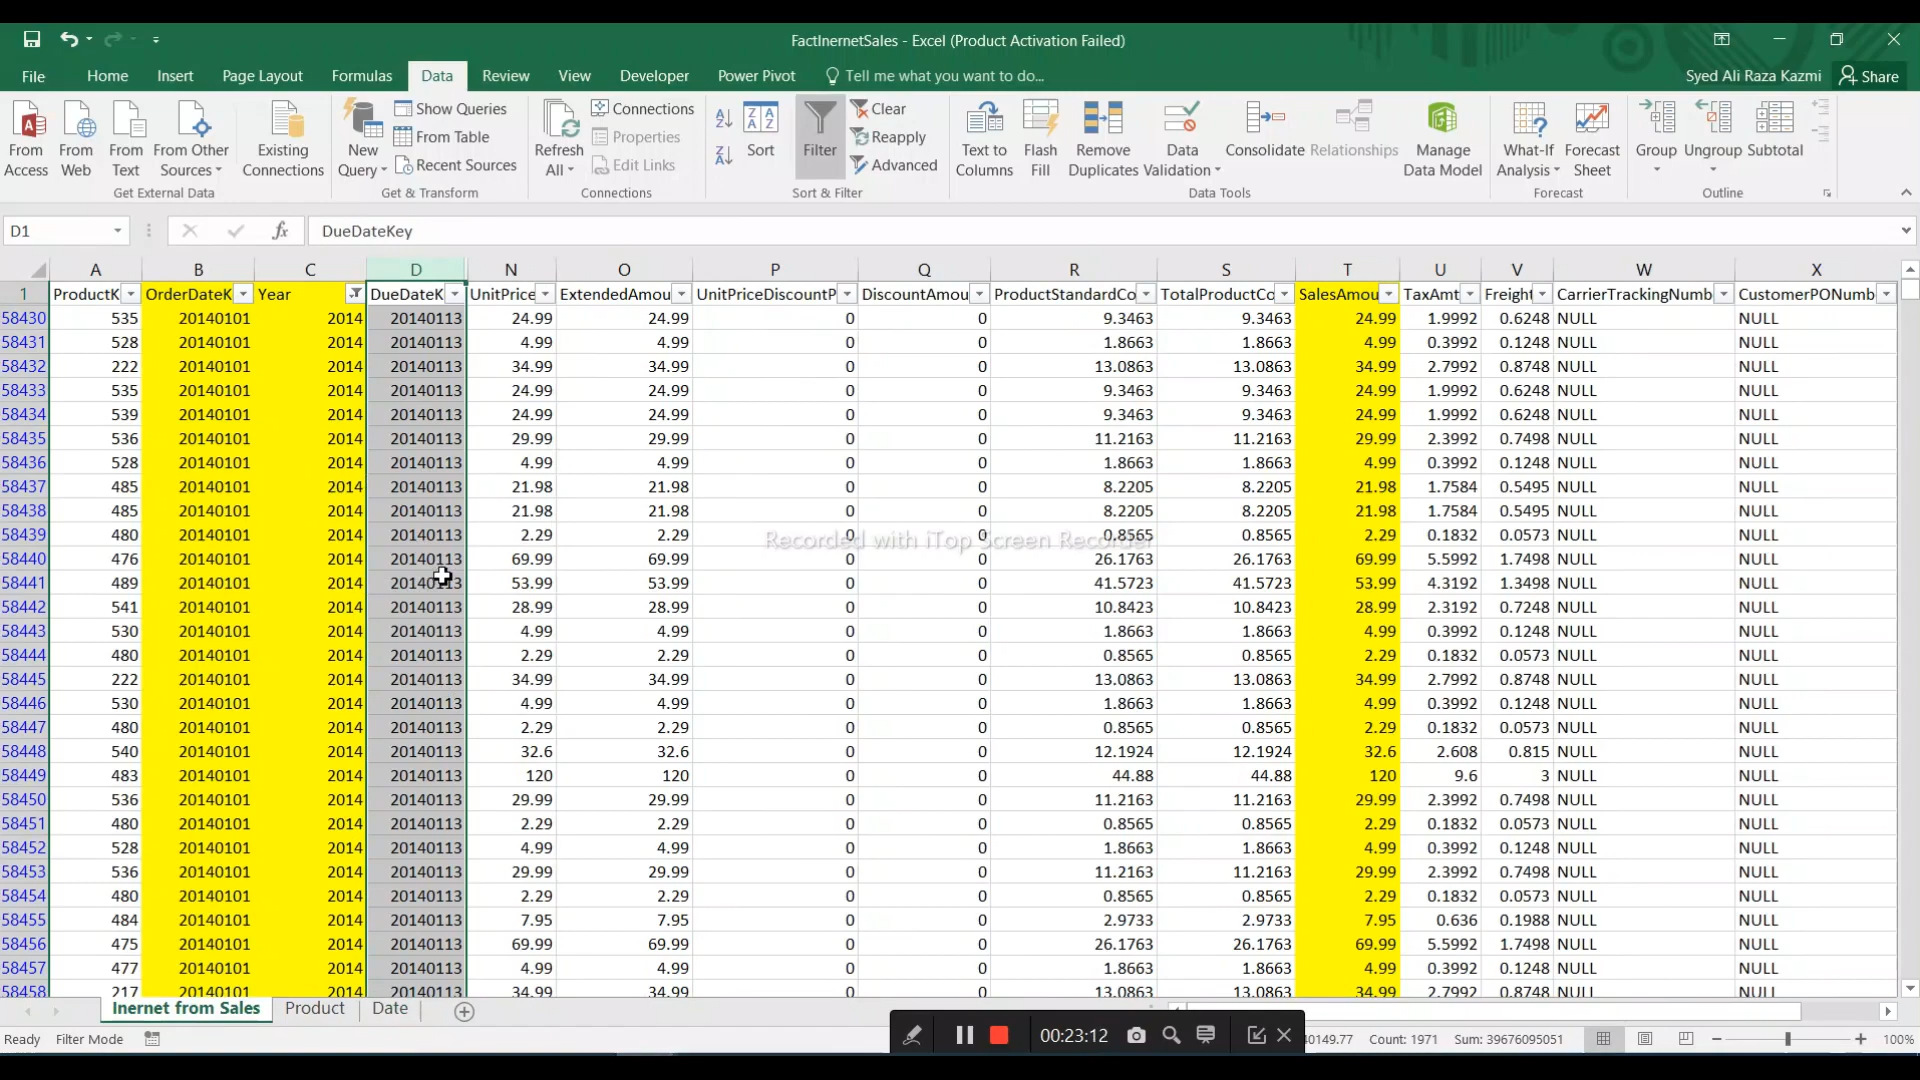 FactInernetSales - Excel (Product Activation Failed)
File Home Insert Page Layout Formulas Data Review View Developer Power Pivot Tell me what you want to do... Syed Ali Raza Kazmi Share
From Access From Web From Text From Other Sources Existing Connections New Query Show Queries From Table Recent Sources Refresh All Connections Properties Edit Links Sort Filter Clear Reapply Advanced Text to Columns Flash Fill Remove Duplicates Data Validation Consolidate Relationships Manage Data Model What-If Analysis Forecast Sheet Group Ungroup Subtotal
Get External Data Get & Transform Connections Sort & Filter Data Tools Forecast Outline
D1 fx DueDateKey
A B C D N O P Q R S T U V W X
1 ProductK OrderDateK Year DueDateK UnitPrice ExtendedAmou UnitPriceDiscountP DiscountAmou ProductStandardCo TotalProductCo SalesAmou TaxAmt Freight CarrierTrackingNumb CustomerPONumb
58430 535 20140101 2014 20140113 24.99 24.99 0 0 9.3463 9.3463 24.99 1.9992 0.6248 NULL NULL
58431 528 20140101 2014 20140113 4.99 4.99 0 0 1.8663 1.8663 4.99 0.3992 0.1248 NULL NULL
58432 222 20140101 2014 20140113 34.99 34.99 0 0 13.0863 13.0863 34.99 2.7992 0.8748 NULL NULL
58433 535 20140101 2014 20140113 24.99 24.99 0 0 9.3463 9.3463 24.99 1.9992 0.6248 NULL NULL
58434 539 20140101 2014 20140113 24.99 24.99 0 0 9.3463 9.3463 24.99 1.9992 0.6248 NULL NULL
58435 536 20140101 2014 20140113 29.99 29.99 0 0 11.2163 11.2163 29.99 2.3992 0.7498 NULL NULL
58436 528 20140101 2014 20140113 4.99 4.99 0 0 1.8663 1.8663 4.99 0.3992 0.1248 NULL NULL
58437 485 20140101 2014 20140113 21.98 21.98 0 0 8.2205 8.2205 21.98 1.7584 0.5495 NULL NULL
58438 485 20140101 2014 20140113 21.98 21.98 0 0 8.2205 8.2205 21.98 1.7584 0.5495 NULL NULL
58439 480 20140101 2014 20140113 2.29 2.29 0 0 0.8565 0.8565 2.29 0.1832 0.0573 NULL NULL
Recorded with iTop Screen Recorder
58440 476 20140101 2014 20140113 69.99 69.99 0 0 26.1763 26.1763 69.99 5.5992 1.7498 NULL NULL
58441 489 20140101 2014 20140113 53.99 53.99 0 0 41.5723 41.5723 53.99 4.3192 1.3498 NULL NULL
58442 541 20140101 2014 20140113 28.99 28.99 0 0 10.8423 10.8423 28.99 2.3192 0.7248 NULL NULL
58443 530 20140101 2014 20140113 4.99 4.99 0 0 1.8663 1.8663 4.99 0.3992 0.1248 NULL NULL
58444 480 20140101 2014 20140113 2.29 2.29 0 0 0.8565 0.8565 2.29 0.1832 0.0573 NULL NULL
58445 222 20140101 2014 20140113 34.99 34.99 0 0 13.0863 13.0863 34.99 2.7992 0.8748 NULL NULL
58446 530 20140101 2014 20140113 4.99 4.99 0 0 1.8663 1.8663 4.99 0.3992 0.1248 NULL NULL
58447 480 20140101 2014 20140113 2.29 2.29 0 0 0.8565 0.8565 2.29 0.1832 0.0573 NULL NULL
58448 540 20140101 2014 20140113 32.6 32.6 0 0 12.1924 12.1924 32.6 2.608 0.815 NULL NULL
58449 483 20140101 2014 20140113 120 120 0 0 44.88 44.88 120 9.6 3 NULL NULL
58450 536 20140101 2014 20140113 29.99 29.99 0 0 11.2163 11.2163 29.99 2.3992 0.7498 NULL NULL
58451 480 20140101 2014 20140113 2.29 2.29 0 0 0.8565 0.8565 2.29 0.1832 0.0573 NULL NULL
58452 528 20140101 2014 20140113 4.99 4.99 0 0 1.8663 1.8663 4.99 0.3992 0.1248 NULL NULL
58453 536 20140101 2014 20140113 29.99 29.99 0 0 11.2163 11.2163 29.99 2.3992 0.7498 NULL NULL
58454 480 20140101 2014 20140113 2.29 2.29 0 0 0.8565 0.8565 2.29 0.1832 0.0573 NULL NULL
58455 484 20140101 2014 20140113 7.95 7.95 0 0 2.9733 2.9733 7.95 0.636 0.1988 NULL NULL
58456 475 20140101 2014 20140113 69.99 69.99 0 0 26.1763 26.1763 69.99 5.5992 1.7498 NULL NULL
58457 477 20140101 2014 20140113 4.99 4.99 0 0 1.8663 1.8663 4.99 0.3992 0.1248 NULL NULL
58458 217 20140101 2014 20140113 34.99 34.99 0 0 13.0863 13.0863 34.99 2.7992 0.8748 NULL NULL
Inernet from Sales Product Date
Ready Filter Mode 00:23:12 40149.77 Count: 1971 Sum: 39676095051 100%